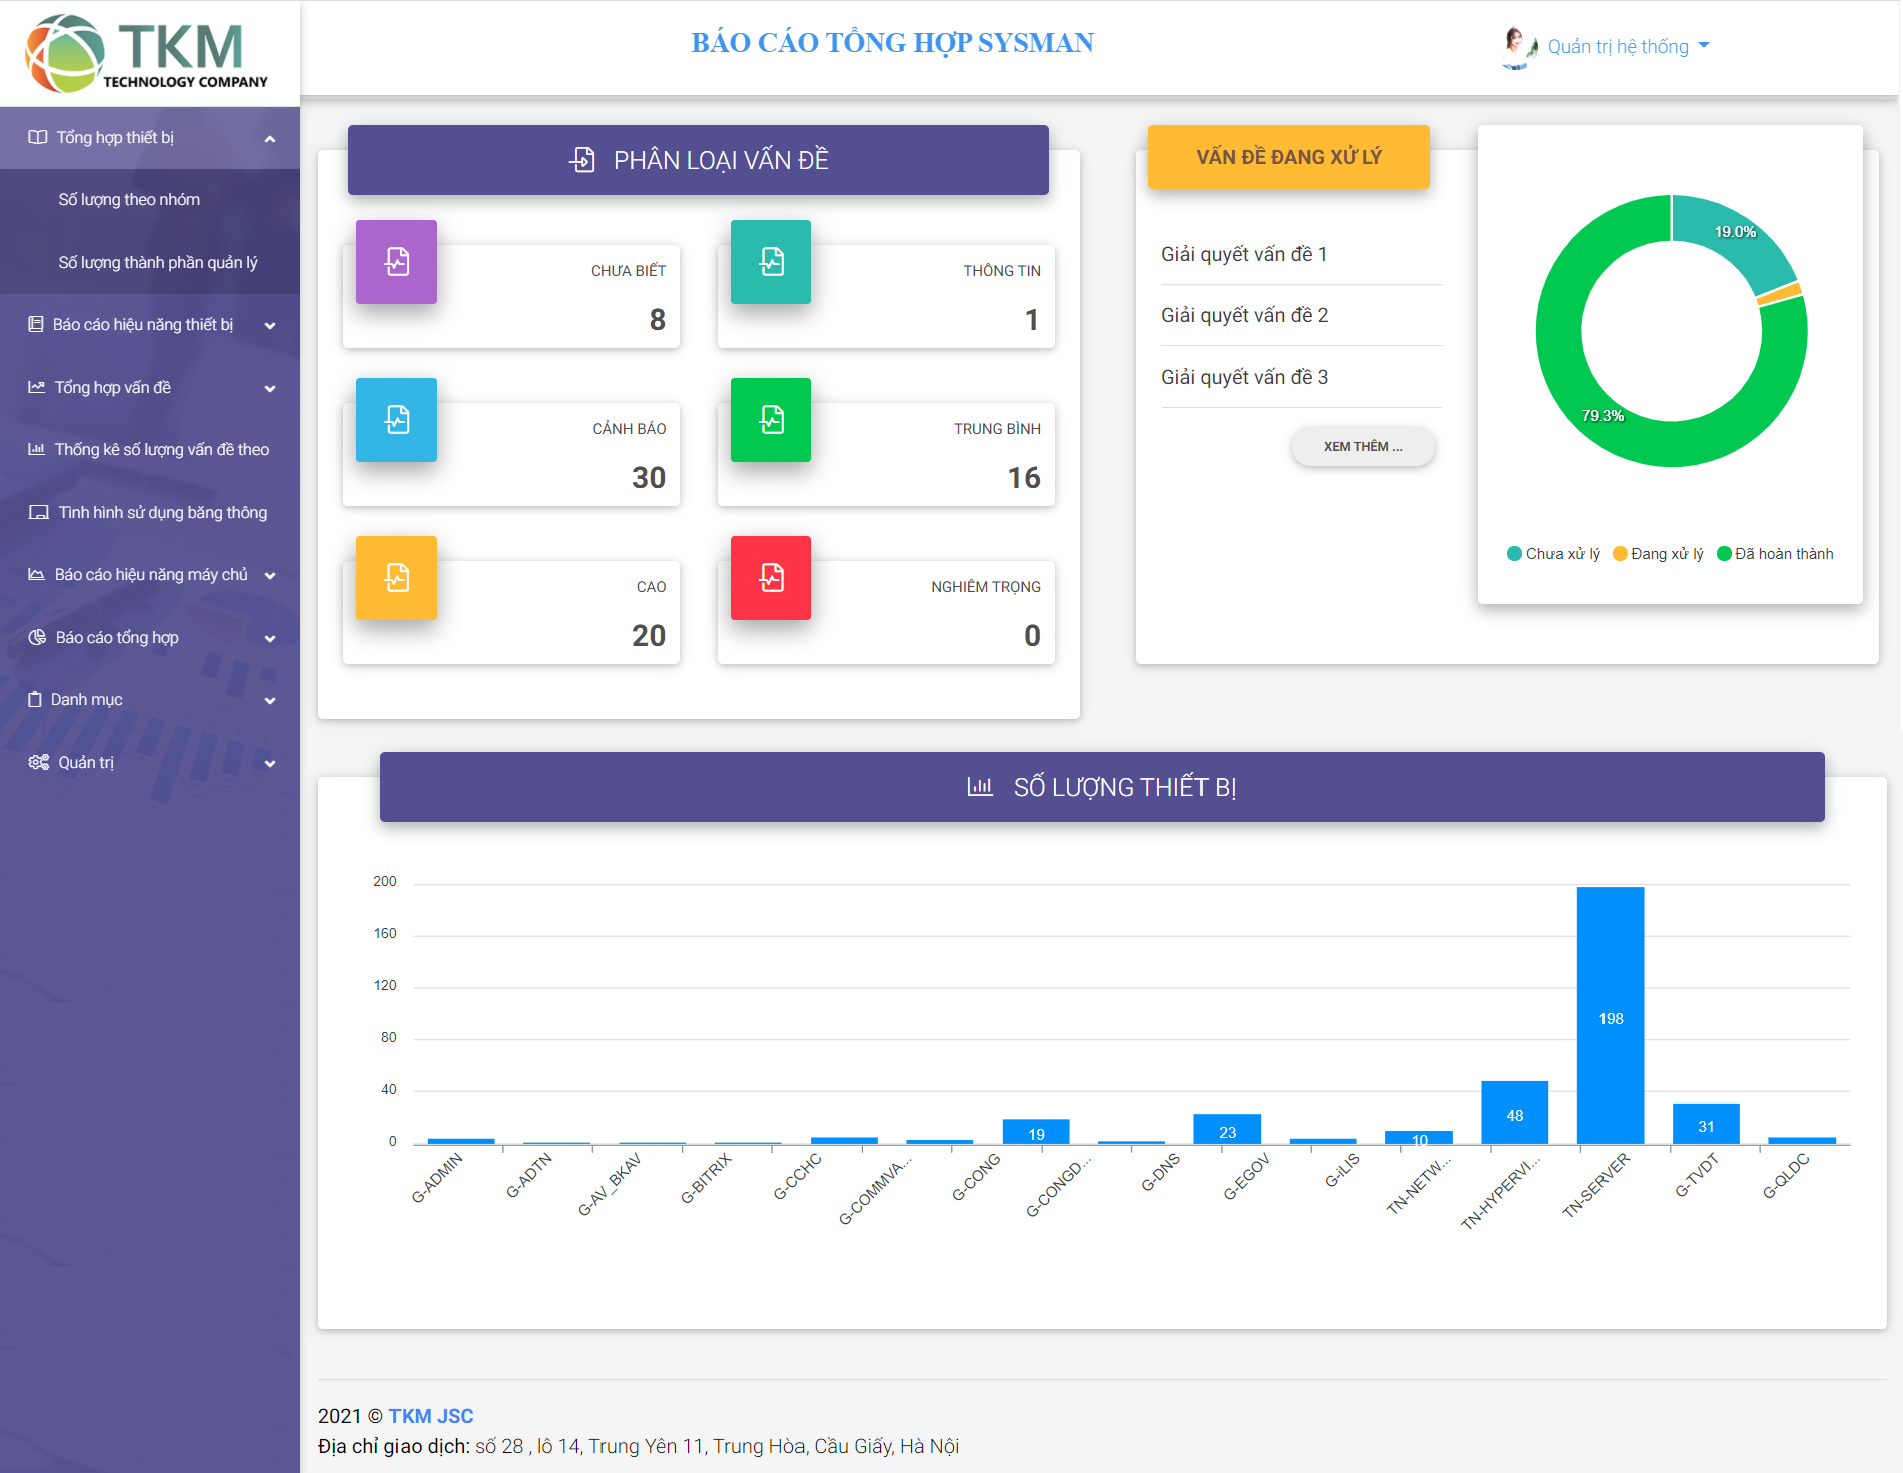 TKM
TECHNOLOGY COMPANY
BÁO CÁO TỔNG HỢP SYSMAN
Quản trị hệ thống
Tổng hợp thiết bị
Số lượng theo nhóm
Số lượng thành phần quản lý
Báo cáo hiệu năng thiết bị
Tổng hợp vấn đề
Thống kê số lượng vấn đề theo
Tình hình sử dụng băng thông
Báo cáo hiệu năng máy chủ
Báo cáo tổng hợp
Danh mục
Quản trị
PHÂN LOẠI VẤN ĐỀ
CHƯA BIẾT
8
THÔNG TIN
1
CẢNH BÁO
30
TRUNG BÌNH
16
CAO
20
NGHIÊM TRỌNG
0
VẤN ĐỀ ĐANG XỬ LÝ
Giải quyết vấn đề 1
Giải quyết vấn đề 2
Giải quyết vấn đề 3
XEM THÊM ...
19.0%
79.3%
Chưa xử lý Đang xử lý Đã hoàn thành
SỐ LƯỢNG THIẾT BỊ
200
160
120
80
40
0
19
23
10
48
198
31
G-ADMIN
G-ADTN
G-AV_BKAV
G-BITRIX
G-CCHC
G-COMMVA...
G-CONG
G-CONGD...
G-DNS
G-EGOV
G-iLIS
TN-NETW...
TN-HYPERVI...
TN-SERVER
G-TVDT
G-QLDC
2021 © TKM JSC
Địa chỉ giao dịch: số 28 , lô 14, Trung Yên 11, Trung Hòa, Cầu Giấy, Hà Nội